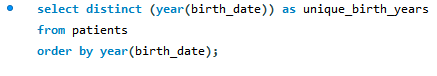 select distinct (year(birth_date)) as unique_birth_years
from patients
order by year(birth_date);